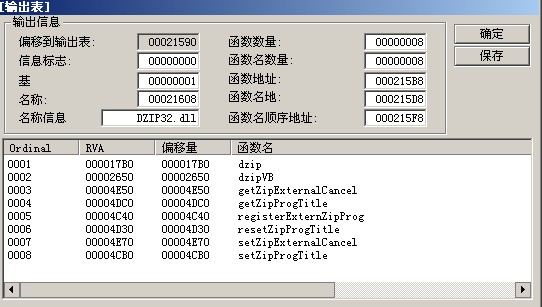 [输出表]
输出信息
偏移到输出表: 00021590
信息标志: 00000000
基 00000001
名称: 00021608
名称信息 DZIP32.dll
函数数量: 00000008
函数名数量: 00000008
函数地址: 000215B8
函数名地: 000215D8
函数名顺序地址: 000215F8
确定
保存
Ordinal RVA 偏移量 函数名
0001 000017B0 000017B0 dzip
0002 00002650 00002650 dzipVB
0003 00004E50 00004E50 getZipExternalCancel
0004 00004DC0 00004DC0 getZipProgTitle
0005 00004C40 00004C40 registerExternZipProg
0006 00004D30 00004D30 resetZipProgTitle
0007 00004E70 00004E70 setZipExternalCancel
0008 00004CB0 00004CB0 setZipProgTitle